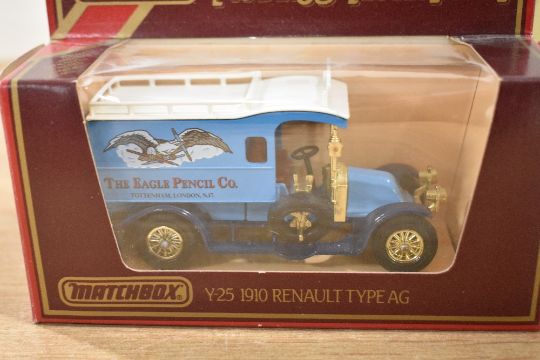 THE EAGLE PENCIL CO.
TOTTENHAM, LONDON, N.17
MATCHBOX
Y-25 1910 RENAULT TYPE AG